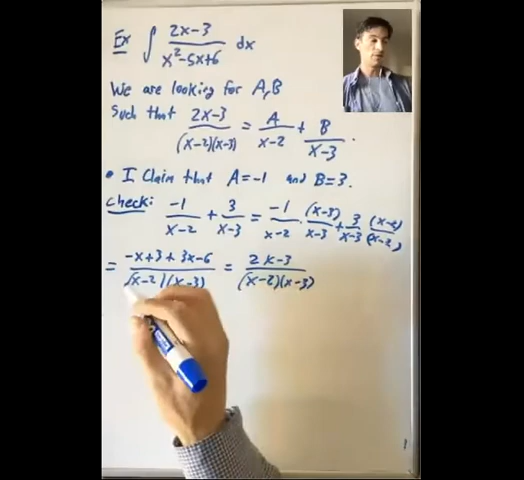 Ex ∫ 2x-3 / x²-5x+6 dx
We are looking for A,B
Such that 2x-3 / (x-2)(x-3) = A / x-2 + B / x-3 .
• I Claim that A=-1 and B=3.
check: -1 / x-2 + 3 / x-3 = -1 / x-2 · (x-3) / x-3 + 3 / x-3 (x-2) / (x-2)
= -x+3+3x-6 / (x-2)(x-3) = 2x-3 / (x-2)(x-3)